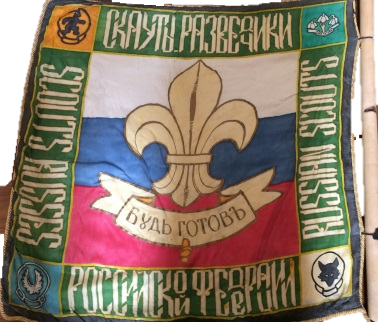 СКАУТЫ-РАЗВЕДЧИКИ
RUSSIAN SCOUTS
RUSSIAN SCOUTS
БУДЬ ГОТОВЪ
РОССИЙСКОЙ ФЕДЕРАЦИИ